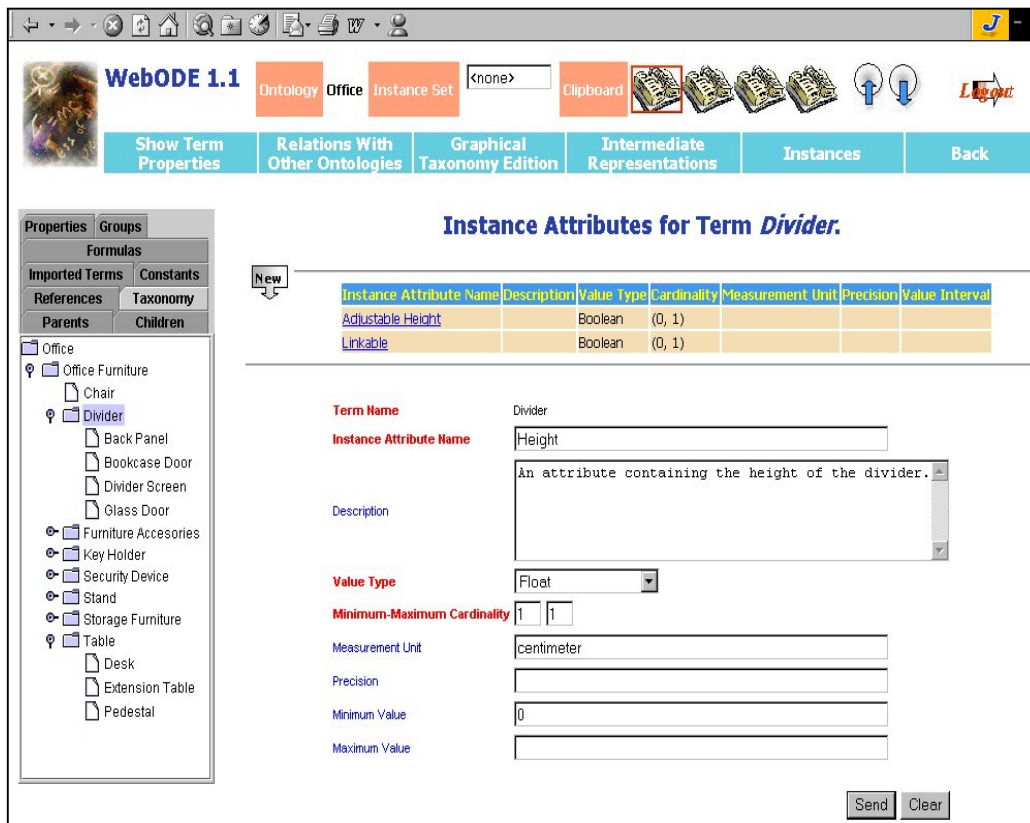 W
J
WebODE 1.1
Ontology Office Instance Set <none> Clipboard
Logout
Show Term Properties
Relations With Other Ontologies
Graphical Taxonomy Edition
Intermediate Representations
Instances
Back
Properties Groups
Formulas
Imported Terms Constants
References Taxonomy
Parents Children
Office
Office Furniture
Chair
Divider
Back Panel
Bookcase Door
Divider Screen
Glass Door
Furniture Accesories
Key Holder
Security Device
Stand
Storage Furniture
Table
Desk
Extension Table
Pedestal
Instance Attributes for Term Divider.
New
Instance Attribute Name Description Value Type Cardinality Measurement Unit Precision Value Interval
Adjustable Height Boolean (0, 1)
Linkable Boolean (0, 1)
Term Name Divider
Instance Attribute Name Height
Description An attribute containing the height of the divider.
Value Type Float
Minimum-Maximum Cardinality 1 1
Measurement Unit centimeter
Precision
Minimum Value 0
Maximum Value
Send Clear